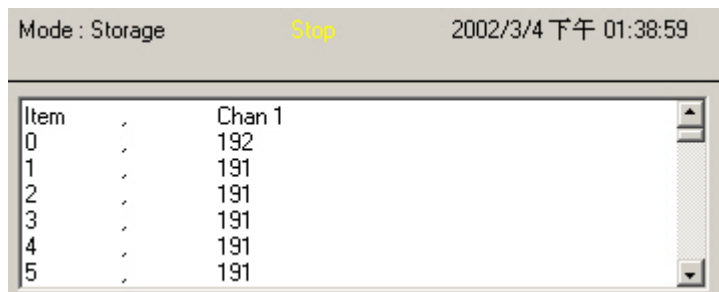 Mode : Storage Stop 2002/3/4 下午 01:38:59
Item , Chan 1
0 , 192
1 , 191
2 , 191
3 , 191
4 , 191
5 , 191